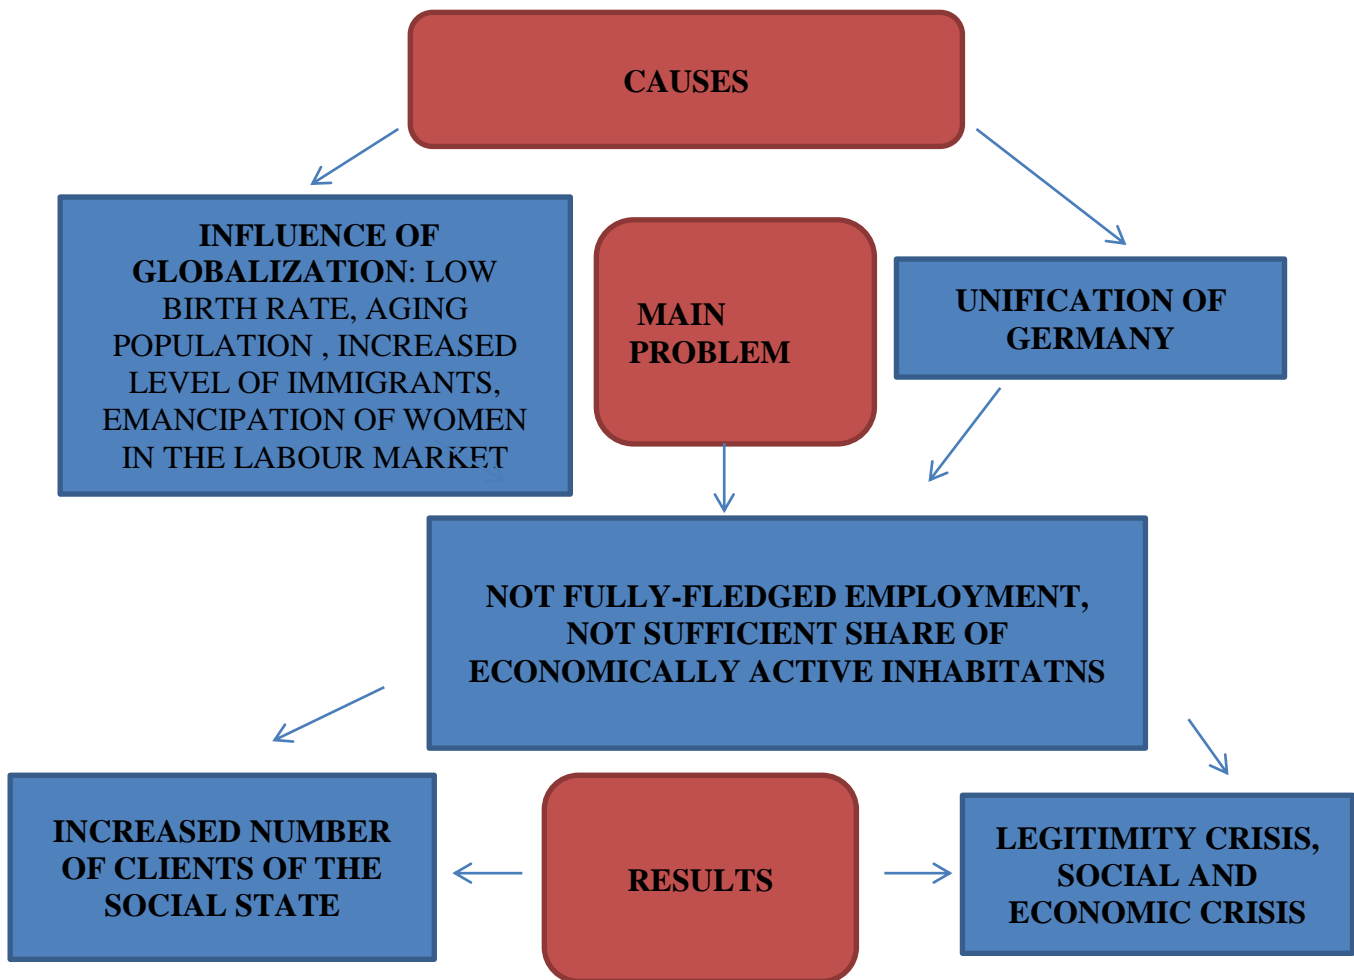 CAUSES
INFLUENCE OF
GLOBALIZATION: LOW
BIRTH RATE, AGING
POPULATION , INCREASED
LEVEL OF IMMIGRANTS,
EMANCIPATION OF WOMEN
IN THE LABOUR MARKET
MAIN
PROBLEM
UNIFICATION OF
GERMANY
NOT FULLY-FLEDGED EMPLOYMENT,
NOT SUFFICIENT SHARE OF
ECONOMICALLY ACTIVE INHABITATNS
INCREASED NUMBER
OF CLIENTS OF THE
SOCIAL STATE
RESULTS
LEGITIMITY CRISIS,
SOCIAL AND
ECONOMIC CRISIS